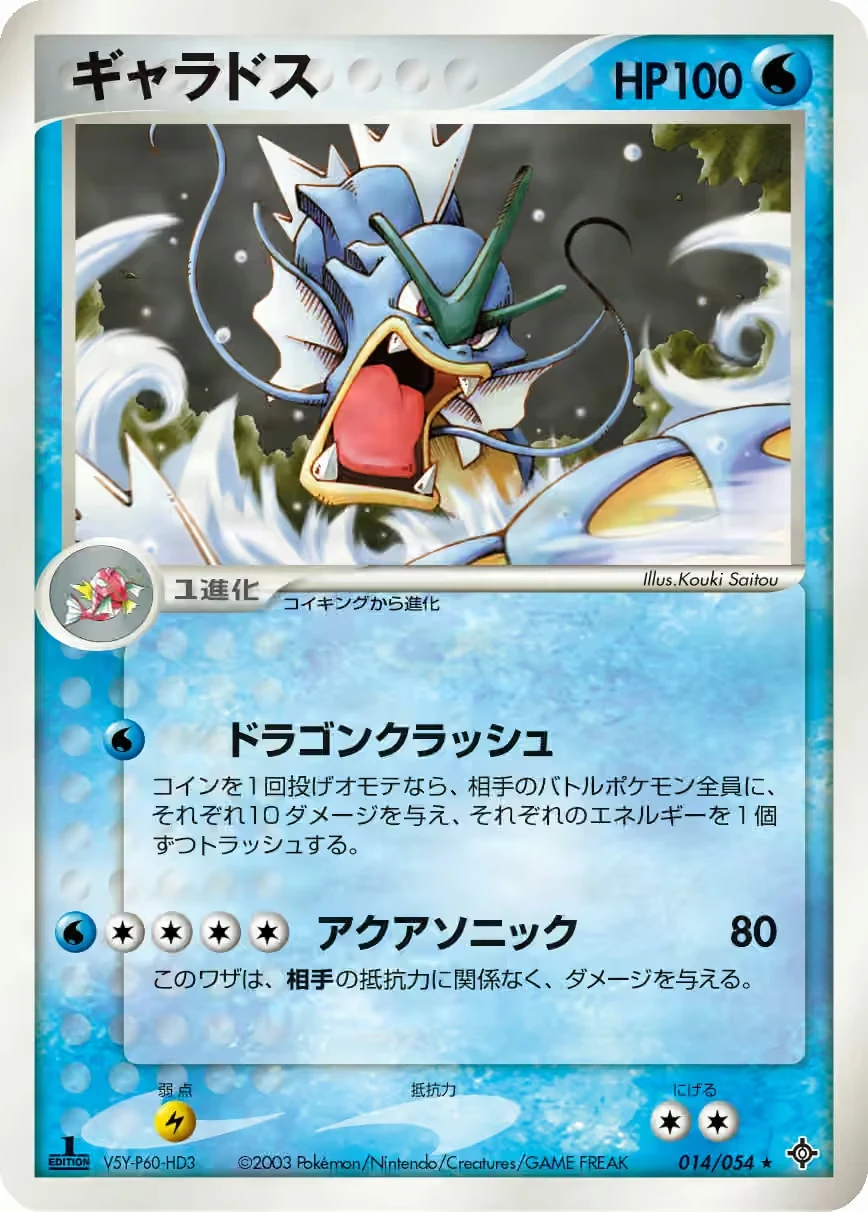 ギャラドス
HP100
Illus.Kouki Saitou
1進化
コイキングから進化
ドラゴンクラッシュ
コインを1回投げオモテなら、相手のバトルポケモン全員に、
それぞれ10ダメージを与え、それぞれのエネルギーを1個
ずつトラッシュする。
アクアソニック 80
このワザは、相手の抵抗力に関係なく、ダメージを与える。
弱点 抵抗力 にげる
1
EDITION
V5Y-P60-HD3 ©2003 Pokémon/Nintendo/Creatures/GAME FREAK 014/054 ★